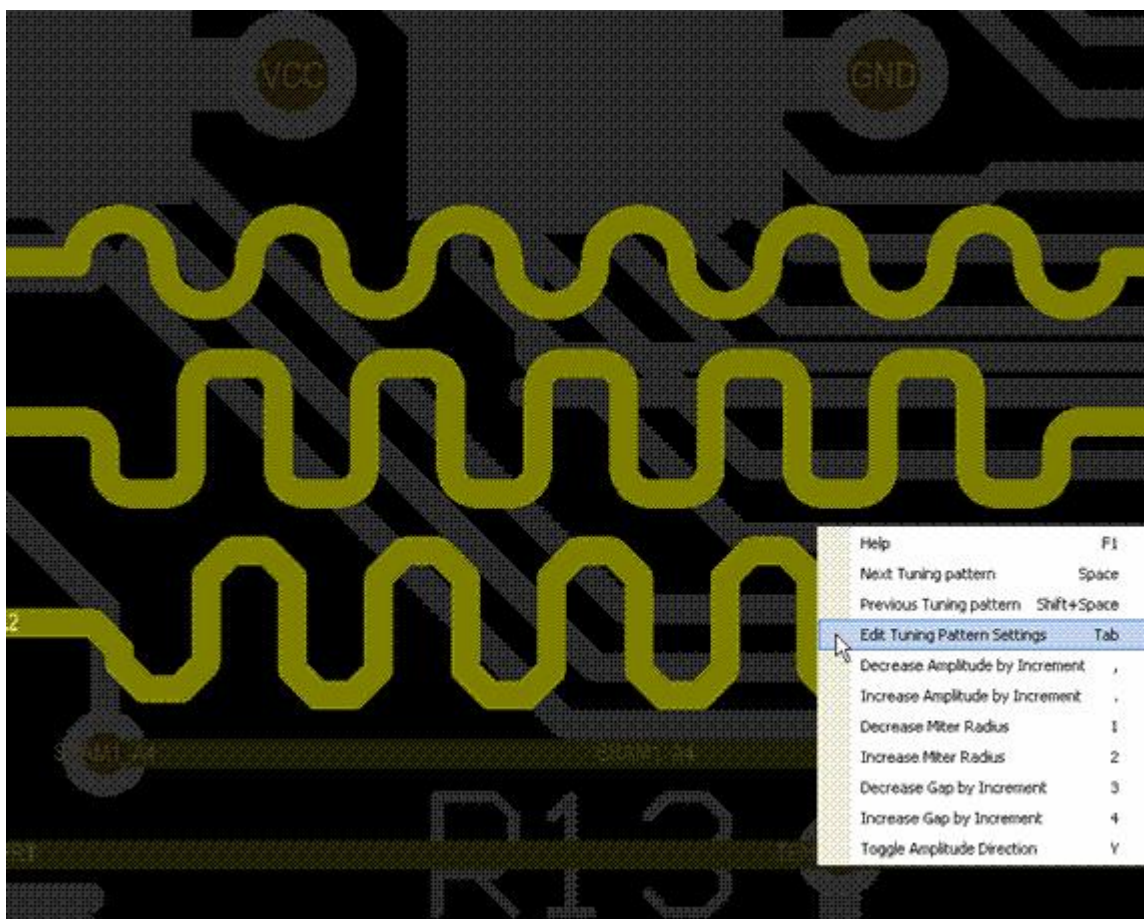 VCC
GND
Help F1
Next Tuning pattern Space
Previous Tuning pattern Shift+Space
Edit Tuning Pattern Settings Tab
Decrease Amplitude by Increment ,
Increase Amplitude by Increment .
Decrease Miter Radius 1
Increase Miter Radius 2
Decrease Gap by Increment 3
Increase Gap by Increment 4
Toggle Amplitude Direction Y
SRAM1 A4
R13